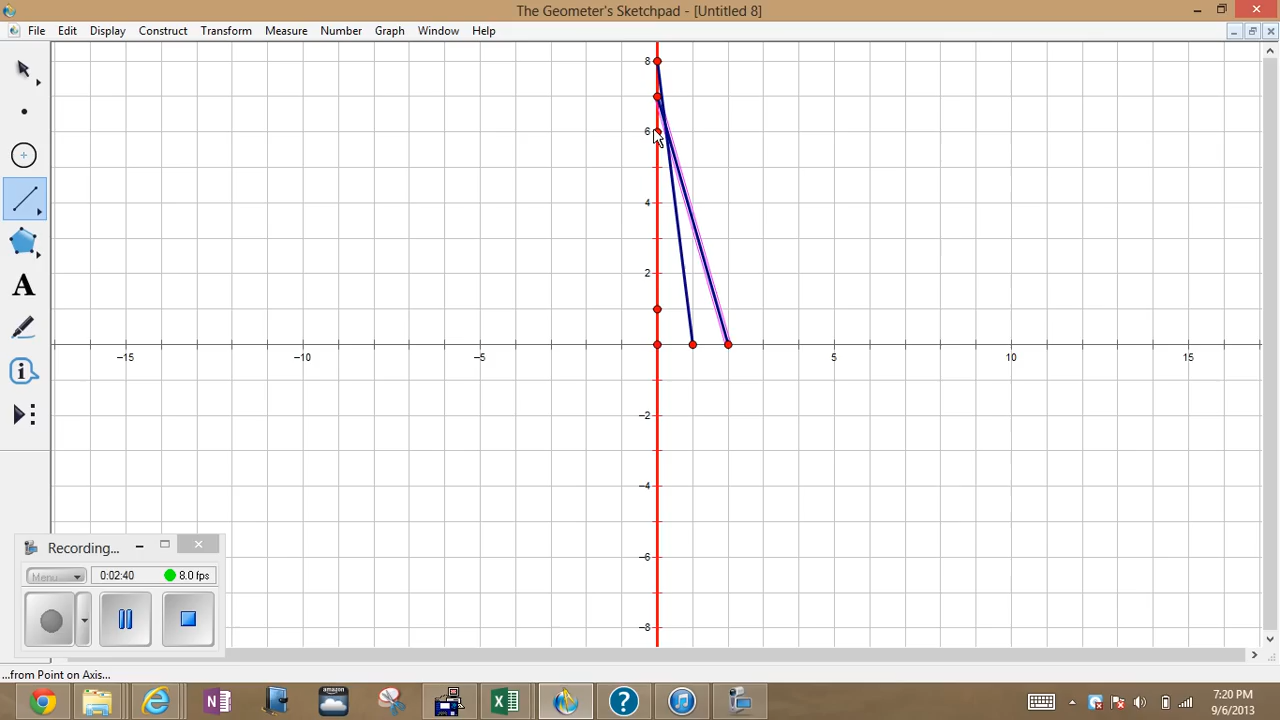 The Geometer's Sketchpad - [Untitled 8]
File Edit Display Construct Transform Measure Number Graph Window Help
8
6
4
2
−15 −10 −5 5 10 15
−2
−4
−6
−8
A
Recording...
Menu 0:02:40 8.0 fps
...from Point on Axis...
amazon
7:20 PM
9/6/2013